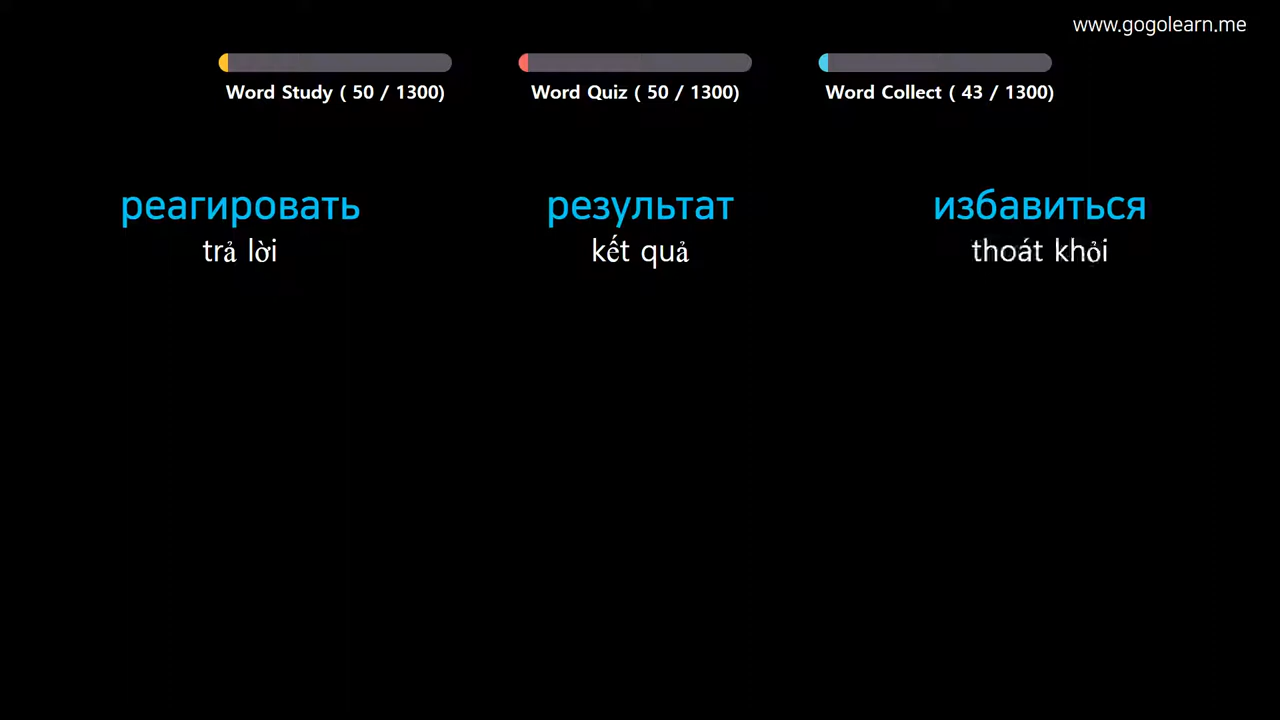 www.gogolearn.me
Word Study ( 50 / 1300)
Word Quiz ( 50 / 1300)
Word Collect ( 43 / 1300)
реагировать
trả lời
результат
kết quả
избавиться
thoát khỏi